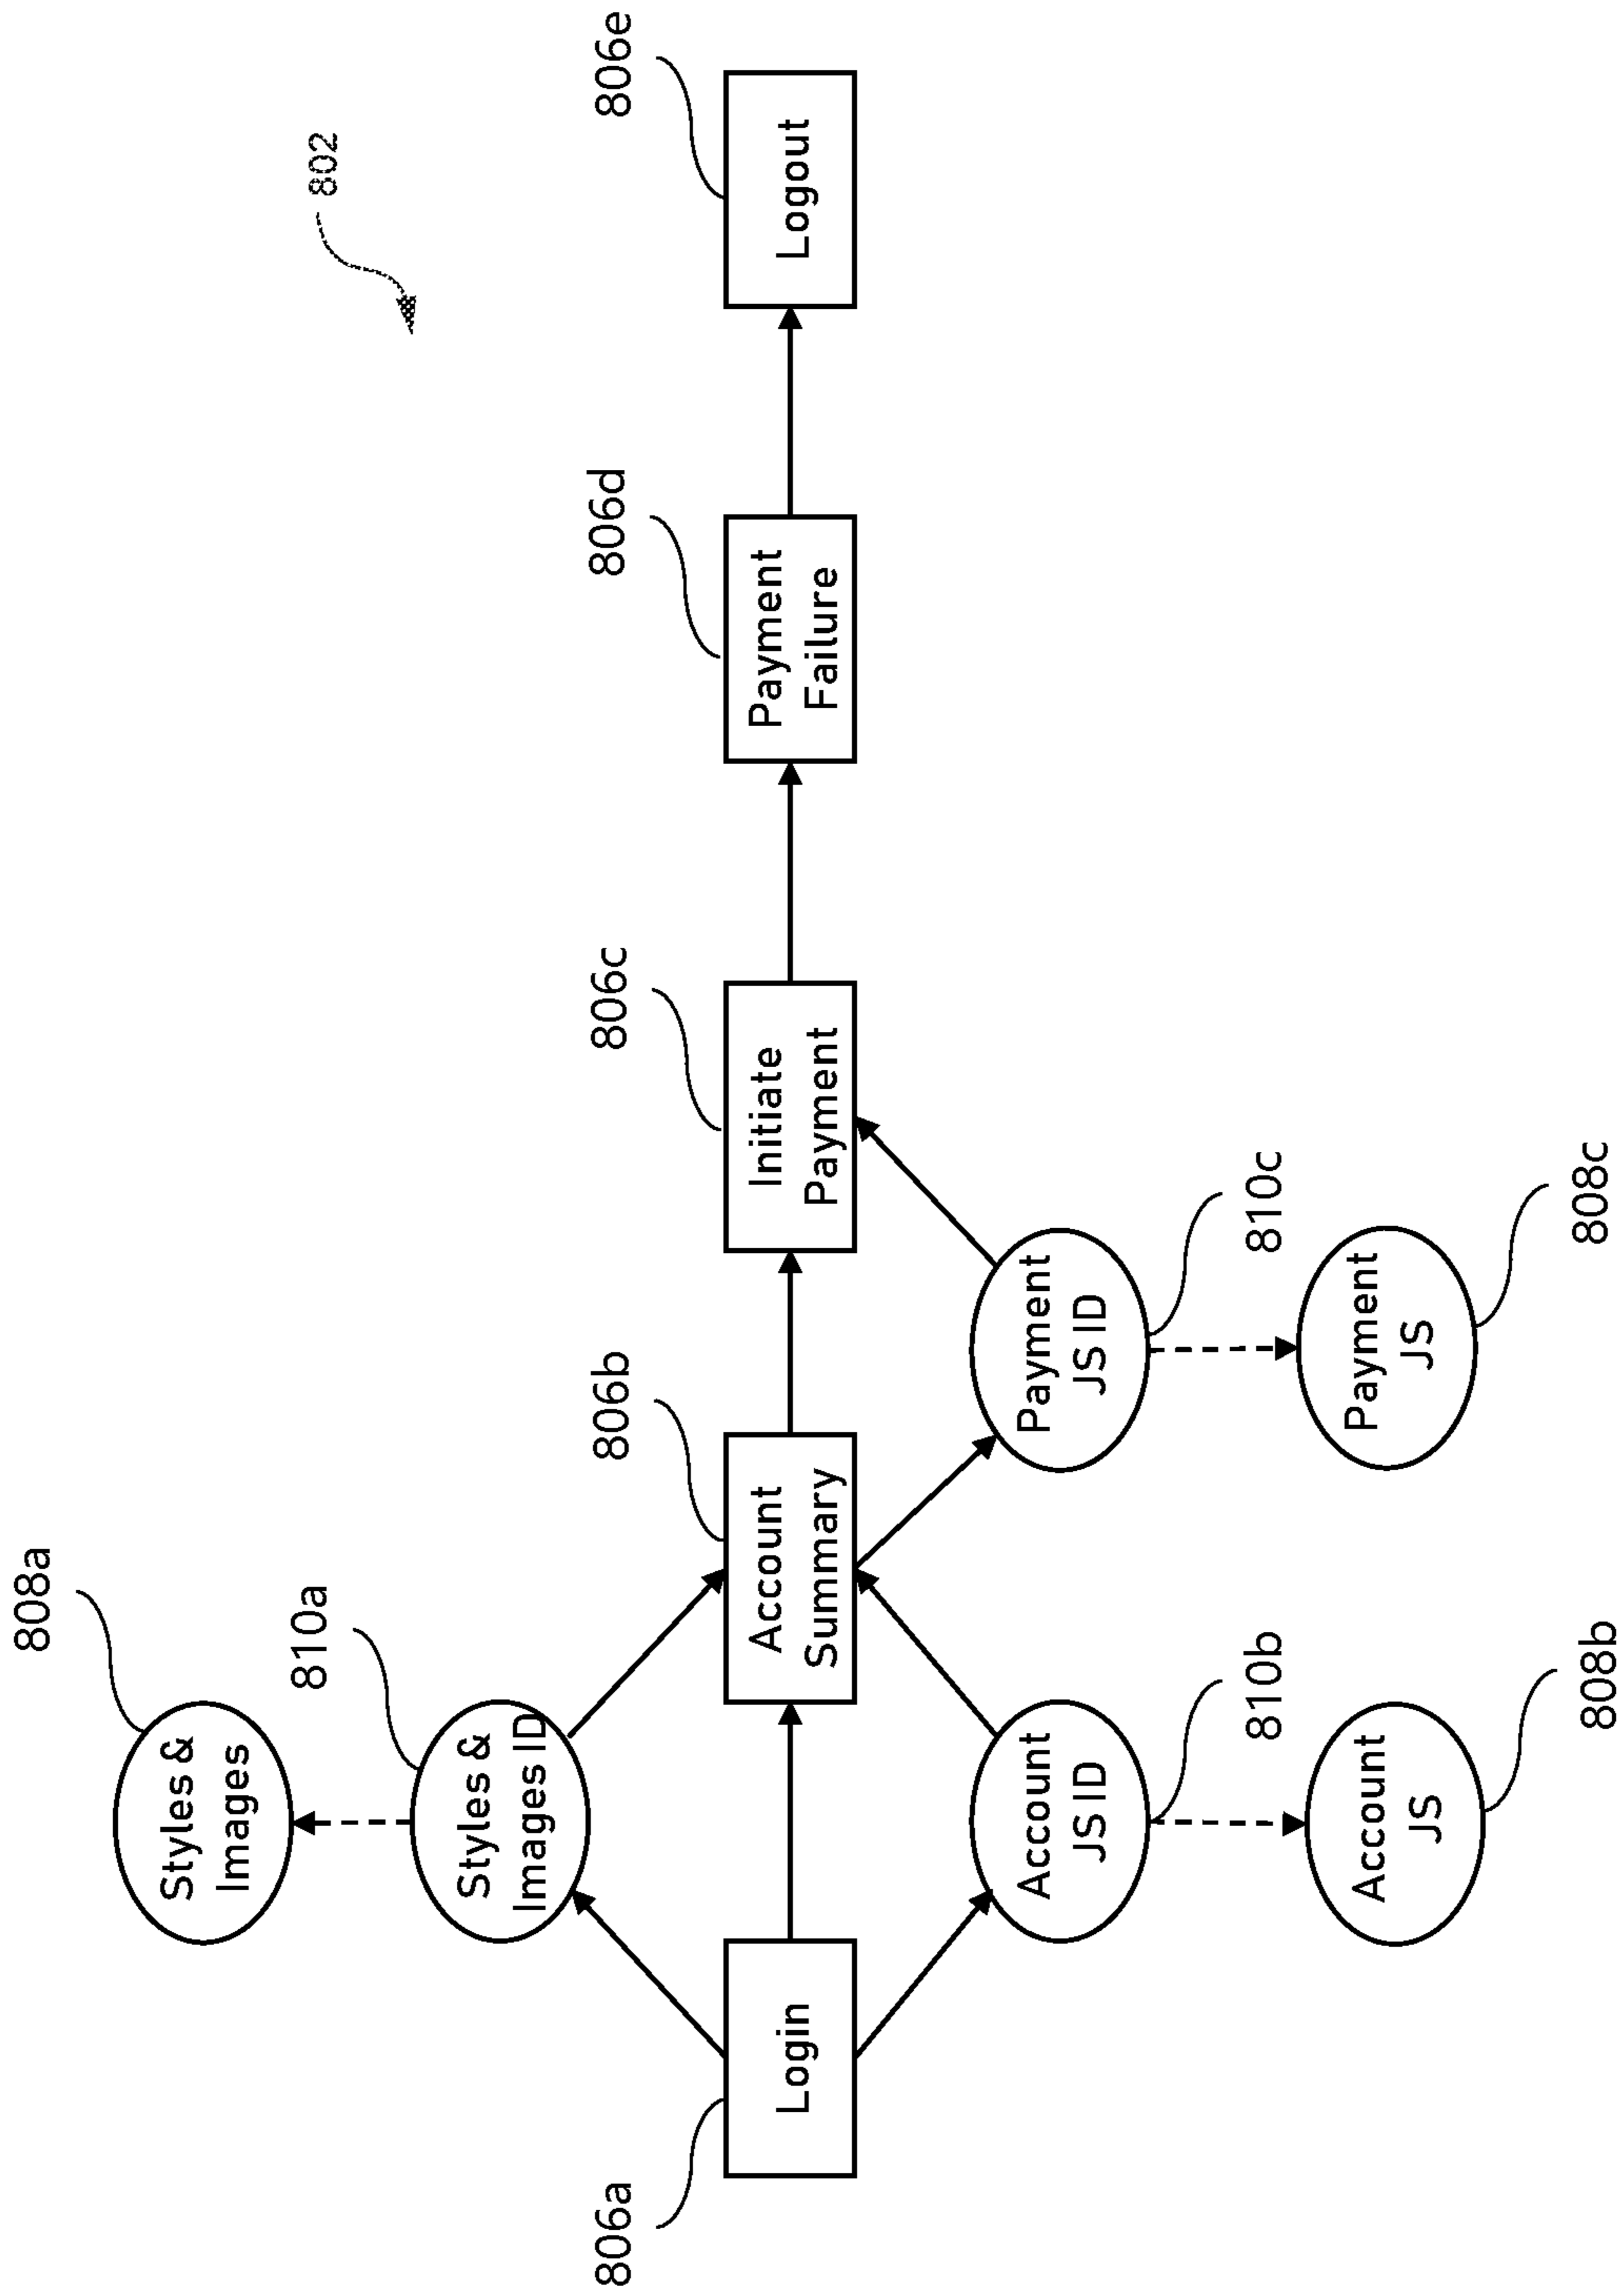 802
808a
Styles &
Images
810a
Styles &
Images ID
806a
Login
806b
Account
Summary
806c
Initiate
Payment
806d
Payment
Failure
806e
Logout
Account
JS ID
810b
Payment
JS ID
810c
Account
JS
808b
Payment
JS
808c